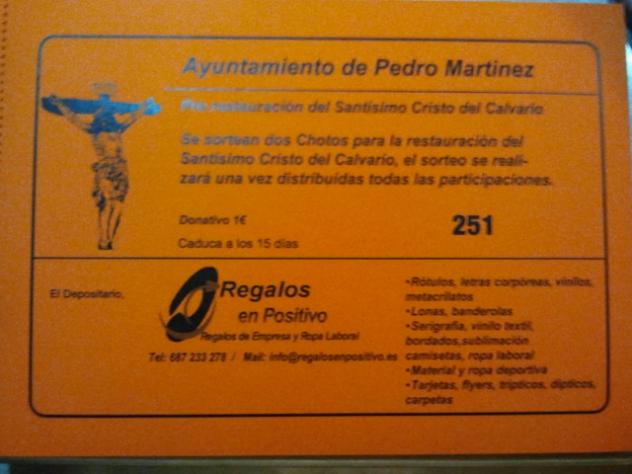 Ayuntamiento de Pedro Martinez
Pro-restauración del Santísimo Cristo del Calvario
Se sortean dos Chotos para la restauración del
Santísimo Cristo del Calvario, el sorteo se reali-
zará una vez distribuidas todas las participaciones.
Donativo 1€
251
Caduca a los 15 días
El Depositario,
Regalos
en Positivo
Regalos de Empresa y Ropa Laboral
Tel: 687 233 278 / Mail: info@regalosenpositivo.es
•Rótulos, letras corpóreas, vinilos,
metacrilatos
•Lonas, banderolas
•Serigrafía, vinilo textil,
bordados,sublimación
camisetas, ropa laboral
•Material y ropa deportiva
•Tarjetas, flyers, trípticos, dípticos,
carpetas